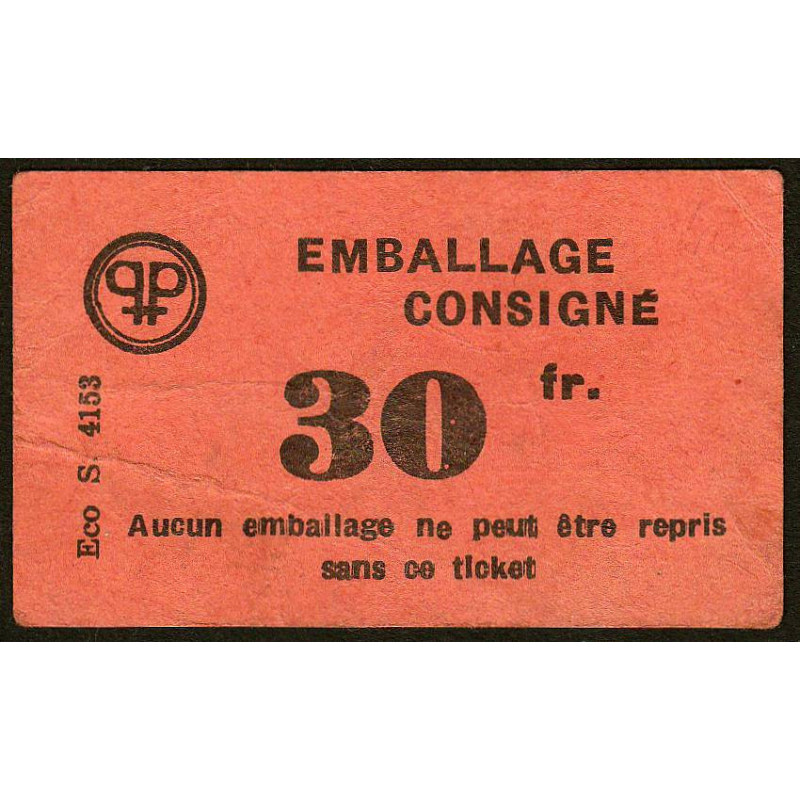 EMBALLAGE
CONSIGNÉ
30 fr.
Eco S. 4153
Aucun emballage ne peut être repris
sans ce ticket